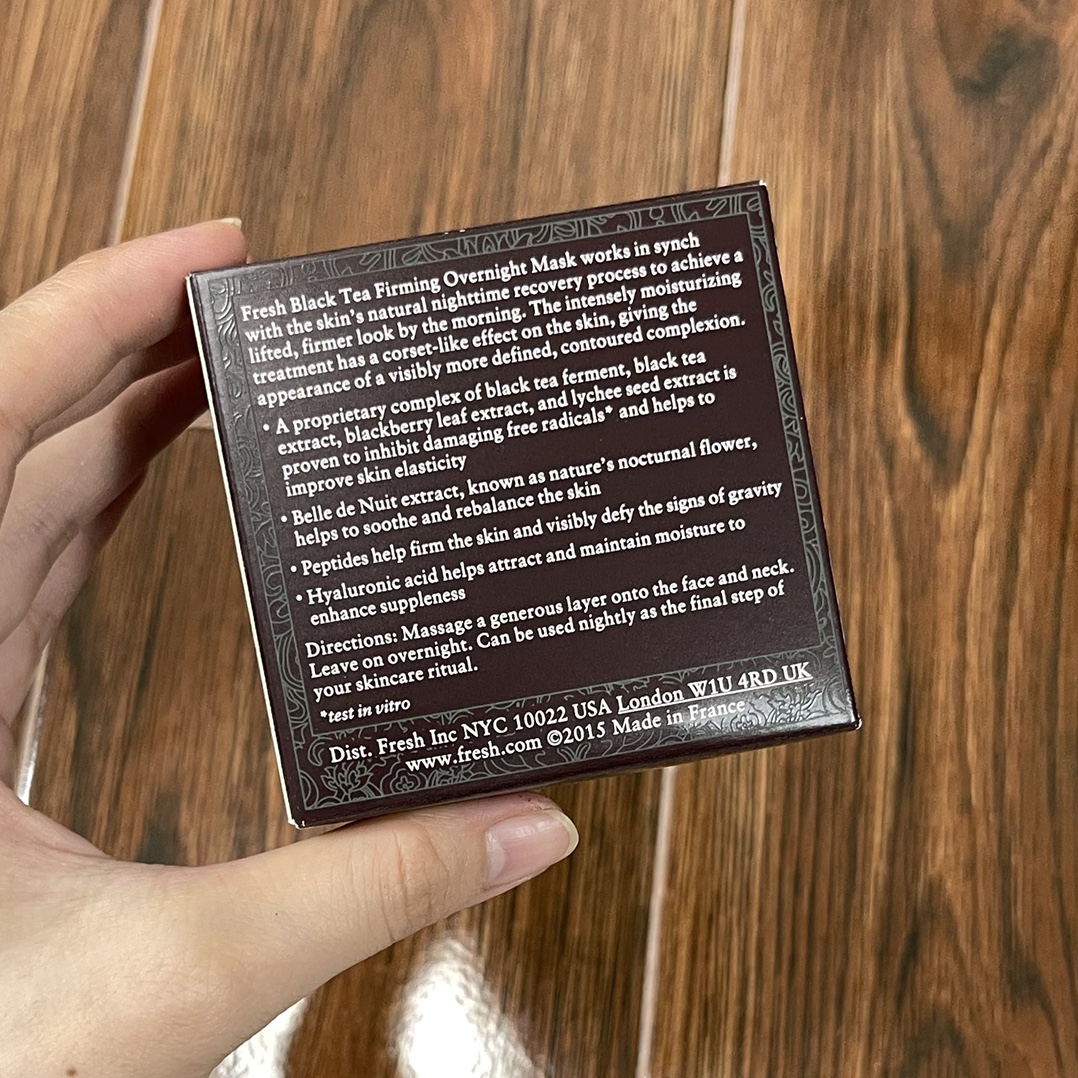 Fresh Black Tea Firming Overnight Mask works in synch
with the skin's natural nighttime recovery process to achieve a
lifted, firmer look by the morning. The intensely moisturizing
treatment has a corset-like effect on the skin, giving the
appearance of a visibly more defined, contoured complexion.
• A proprietary complex of black tea ferment, black tea
extract, blackberry leaf extract, and lychee seed extract is
proven to inhibit damaging free radicals* and helps to
improve skin elasticity
• Belle de Nuit extract, known as nature's nocturnal flower,
helps to soothe and rebalance the skin
• Peptides help firm the skin and visibly defy the signs of gravity
• Hyaluronic acid helps attract and maintain moisture to
enhance suppleness
Directions: Massage a generous layer onto the face and neck.
Leave on overnight. Can be used nightly as the final step of
your skincare ritual.
*test in vitro
Dist. Fresh Inc NYC 10022 USA London W1U 4RD UK
www.fresh.com ©2015 Made in France